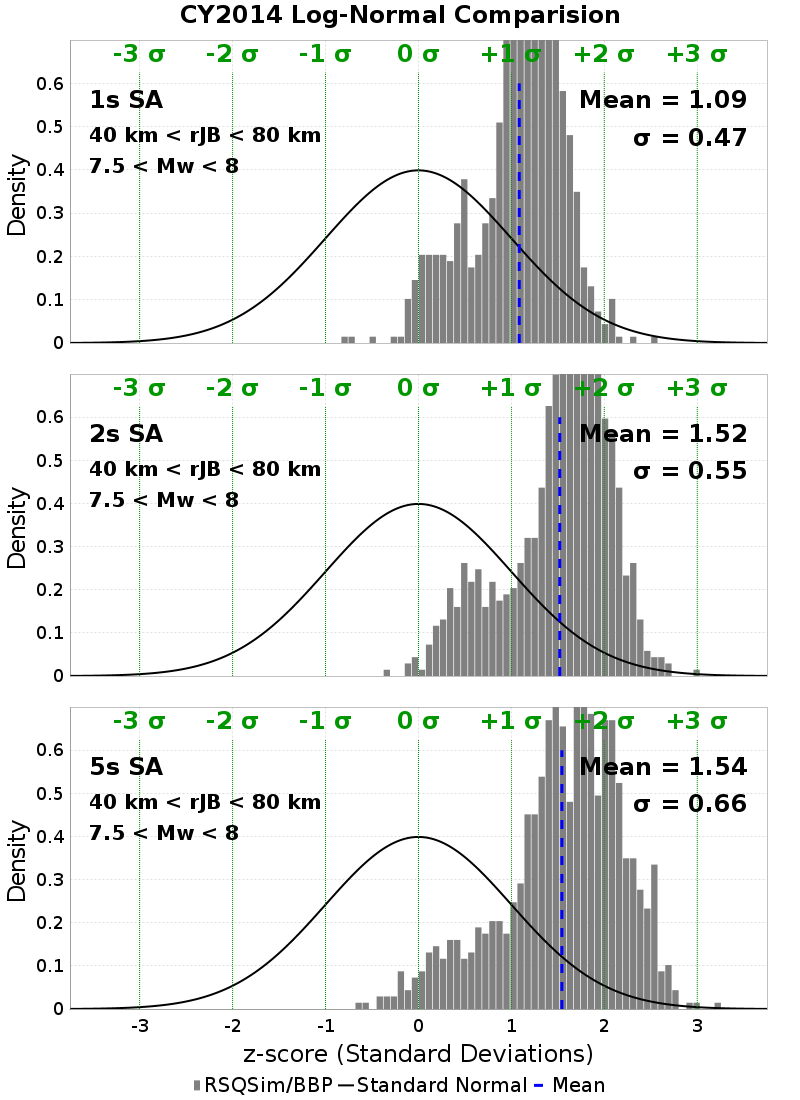 CY2014 Log-Normal Comparision
-3 σ -2 σ -1 σ 0 σ +1 σ +2 σ +3 σ
0.6
1s SA Mean = 1.09
0.5
40 km < rJB < 80 km σ = 0.47
7.5 < Mw < 8
0.4
Density
0.3
0.2
0.1
0
-3 σ -2 σ -1 σ 0 σ +1 σ +2 σ +3 σ
0.6
2s SA Mean = 1.52
0.5
40 km < rJB < 80 km σ = 0.55
7.5 < Mw < 8
0.4
Density
0.3
0.2
0.1
0
-3 σ -2 σ -1 σ 0 σ +1 σ +2 σ +3 σ
0.6
5s SA Mean = 1.54
0.5
40 km < rJB < 80 km σ = 0.66
7.5 < Mw < 8
0.4
Density
0.3
0.2
0.1
0
-3 -2 -1 0 1 2 3
z-score (Standard Deviations)
RSQSim/BBP Standard Normal Mean